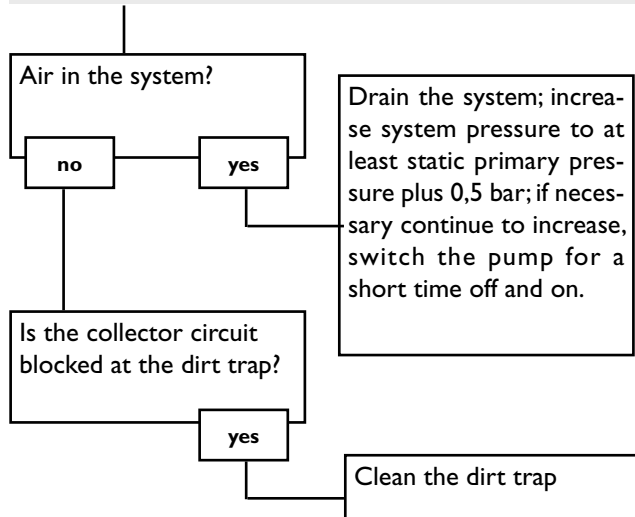 Air in the system?
no
yes
Drain the system; increa-
se system pressure to at
least static primary pres-
sure plus 0,5 bar; if neces-
sary continue to increase,
switch the pump for a
short time off and on.
Is the collector circuit
blocked at the dirt trap?
yes
Clean the dirt trap